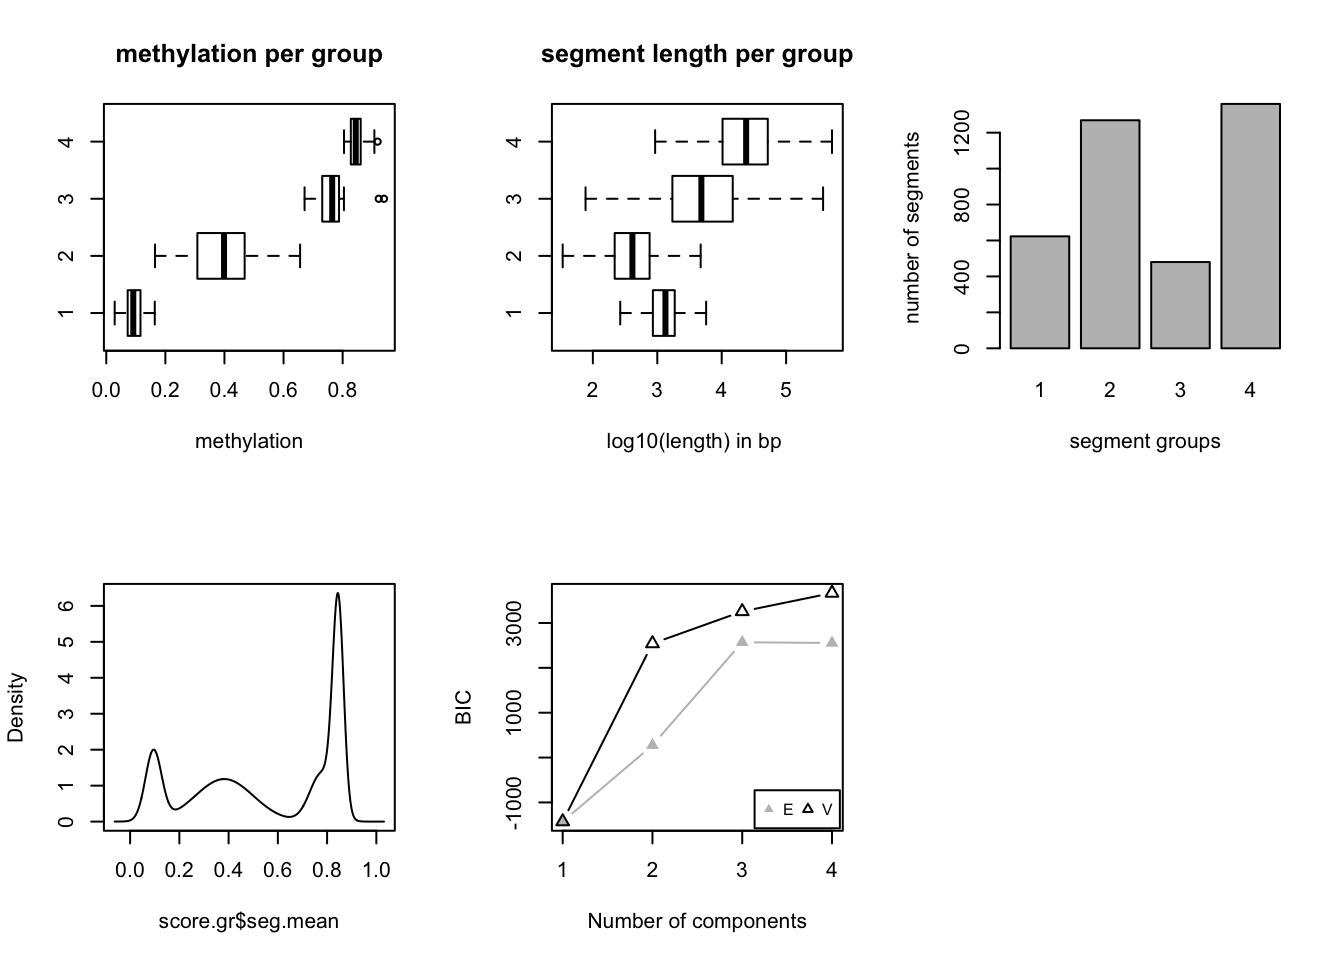 methylation per group
4
3
2
1
0.0 0.2 0.4 0.6 0.8
methylation
segment length per group
4
3
2
1
2 3 4 5
log10(length) in bp
number of segments
1200
800
400
0
1 2 3 4
segment groups
Density
6
5
4
3
2
1
0
0.0 0.2 0.4 0.6 0.8 1.0
score.gr$seg.mean
BIC
3000
1000
-1000
E V
1 2 3 4
Number of components